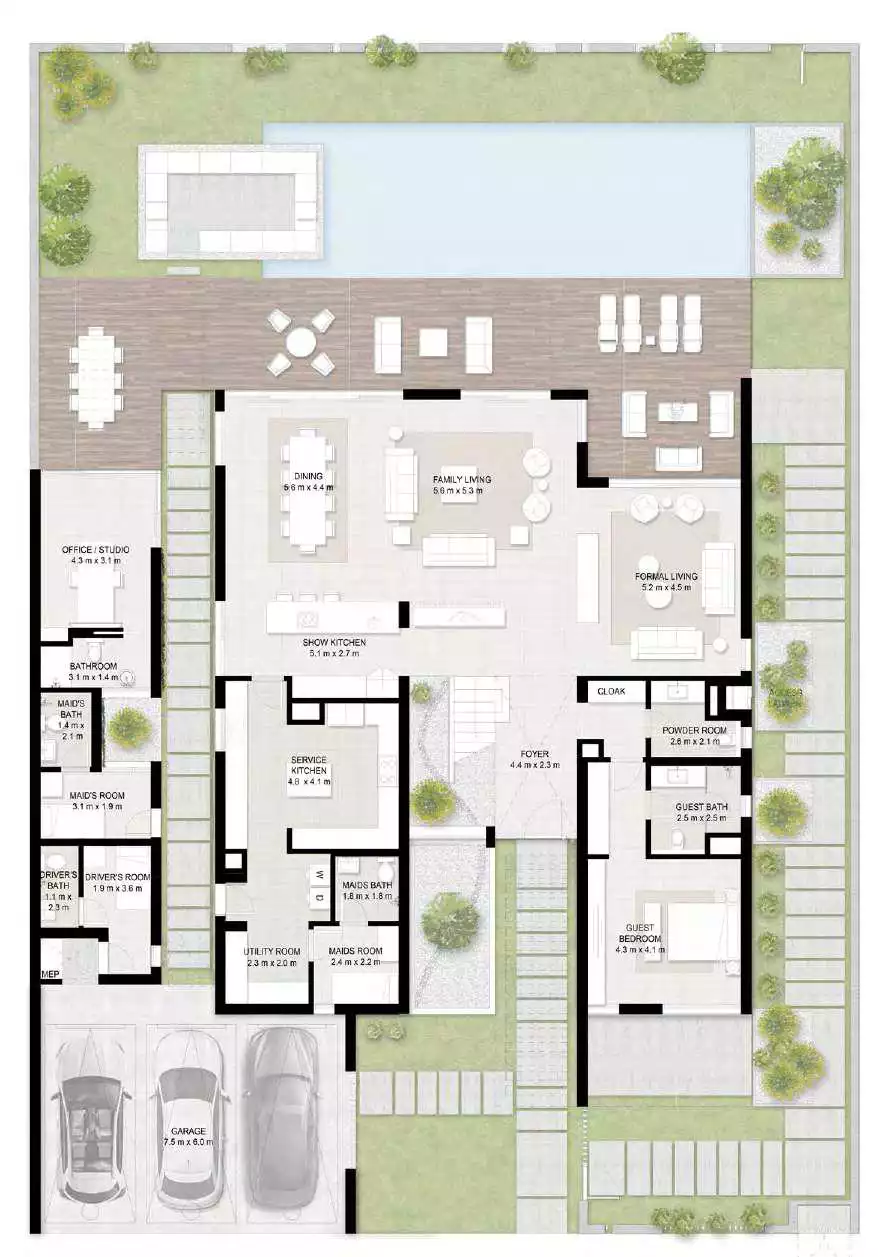 DINING
5.6 m x 4.4 m
FAMILY LIVING
5.6 m x 5.3 m
OFFICE / STUDIO
4.3 m x 3.1 m
FORMAL LIVING
5.2 m x 4.5 m
SHOW KITCHEN
5.1 m x 2.7 m
BATHROOM
3.1 m x 1.4 m
MAID'S
BATH
1.4 m x
2.1 m
CLOAK
POWDER ROOM
2.6 m x 2.1 m
FOYER
4.4 m x 2.3 m
SERVICE
KITCHEN
4.8 x 4.1 m
MAID'S ROOM
3.1m x 1.9 m
GUEST BATH
2.5 m x 2.5 m
DRIVER'S
BATH
1.1 m x
2.3 m
DRIVER'S ROOM
1.9 m x 3.6 m
W
D
MAIDS BATH
1.8 m x 1.8 m
GUEST
BEDROOM
4.3 m x 4.1 m
UTILITY ROOM
2.3 m x 2.0 m
MAIDS ROOM
2.4 m x 2.2 m
MEP
GARAGE
7.5 m x 6.0 m